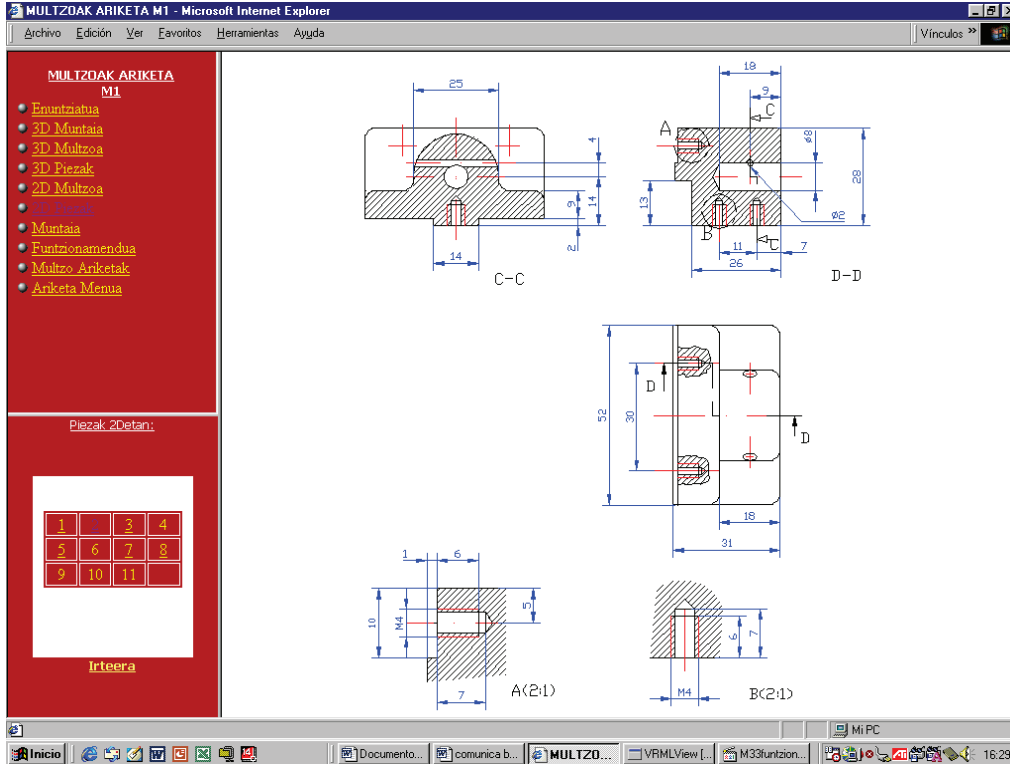 MULTZOAK ARIKETA M1 - Microsoft Internet Explorer
Archivo Edición Ver Favoritos Herramientas Ayuda
Vínculos »
MULTZOAK ARIKETA
M1
Enuntziatua
3D Muntaia
3D Multzoa
3D Piezak
2D Multzoa
2D Piezak
Muntaia
Funtzionamendua
Multzo Ariketak
Ariketa Menua
Piezak 2Detan:
1 2 3 4
5 6 7 8
9 10 11
Irteera
25
4
9
14
2
14
C-C
18
9
C
A
ø8
28
13
ø2
B
C
11
7
26
D-D
52
30
D
D
18
31
1
6
5
10
M4
7
A(2:1)
6
7
M4
B(2:1)
Mi PC
Inicio
Documento...
comunica b...
MULTZO...
VRMLView [...
M33funtzion...
16:29